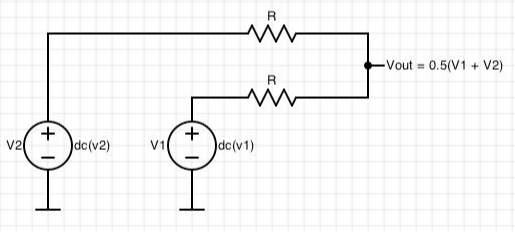 R
Vout = 0.5(V1 + V2)
R
V2 dc(v2) V1 dc(v1)